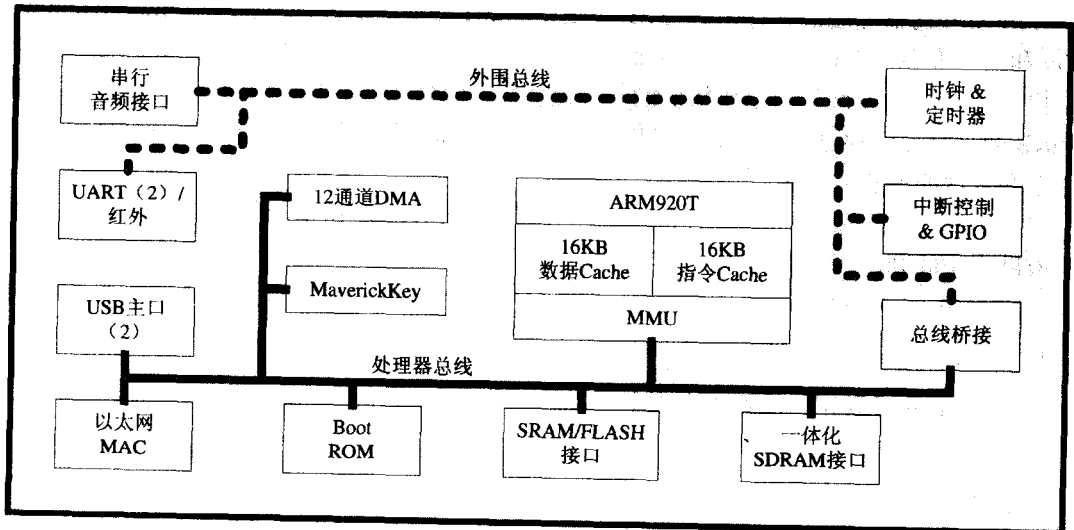 串行
音频接口
外围总线
时钟 &
定时器
UART（2）/
红外
12通道DMA
ARM920T
中断控制
& GPIO
16KB
数据Cache
16KB
指令Cache
MaverickKey
USB主口
（2）
MMU
总线桥接
处理器总线
以太网
MAC
Boot
ROM
SRAM/FLASH
接口
一体化
SDRAM接口